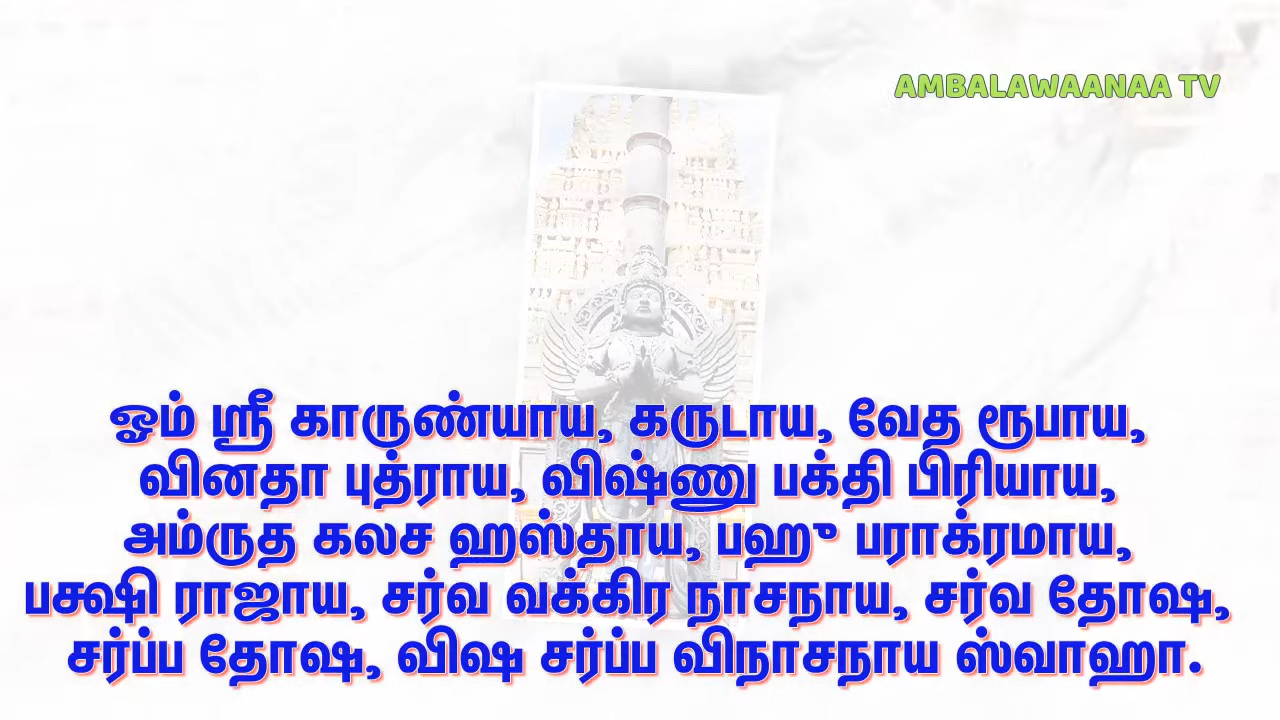 AMBALAWAANAA TV
ஓம் ஸ்ரீ காருண்யாய, கருடாய, வேத ரூபாய,
வினதா புத்ராய, விஷ்ணு பக்தி பிரியாய,
அம்ருத கலச ஹஸ்தாய, பஹு பராக்ரமாய,
பக்ஷி ராஜாய, சர்வ வக்கிர நாசநாய, சர்வ தோஷ,
சர்ப்ப தோஷ, விஷ சர்ப்ப விநாசநாய ஸ்வாஹா.